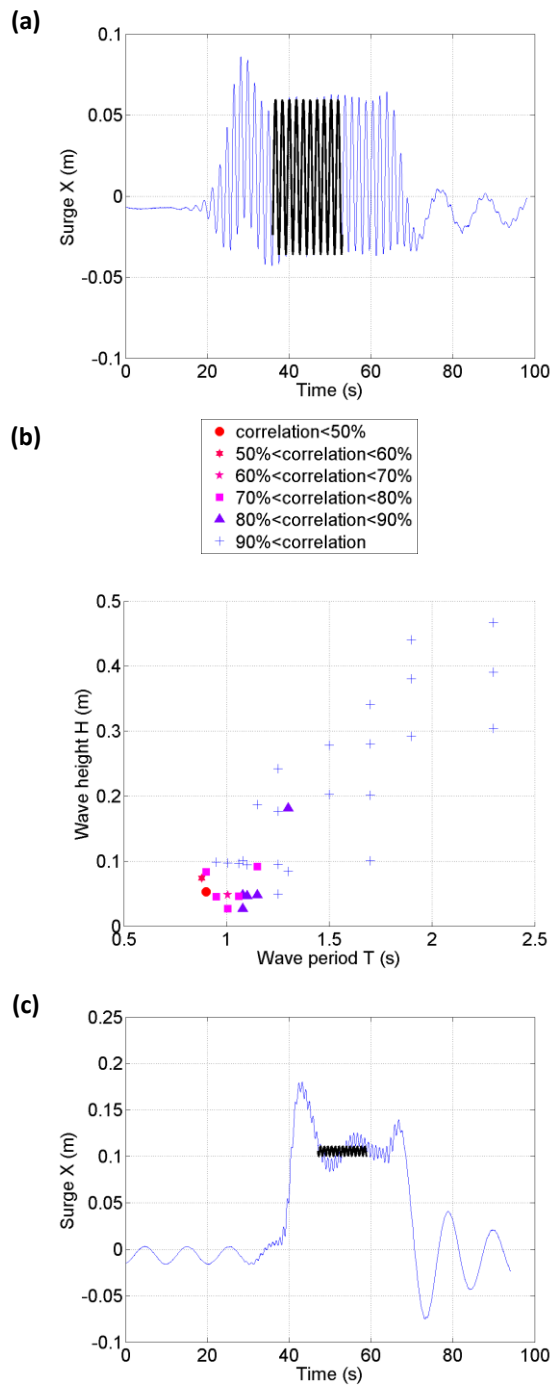 (a)
0.1
0.05
0
-0.05
-0.1
Surge X (m)
0 20 40 60 80 100
Time (s)
(b)
correlation<50%
50%<correlation<60%
60%<correlation<70%
70%<correlation<80%
80%<correlation<90%
90%<correlation
0.5
0.4
0.3
0.2
0.1
0
Wave height H (m)
0.5 1 1.5 2 2.5
Wave period T (s)
(c)
0.25
0.2
0.15
0.1
0.05
0
-0.05
-0.1
Surge X (m)
0 20 40 60 80 100
Time (s)